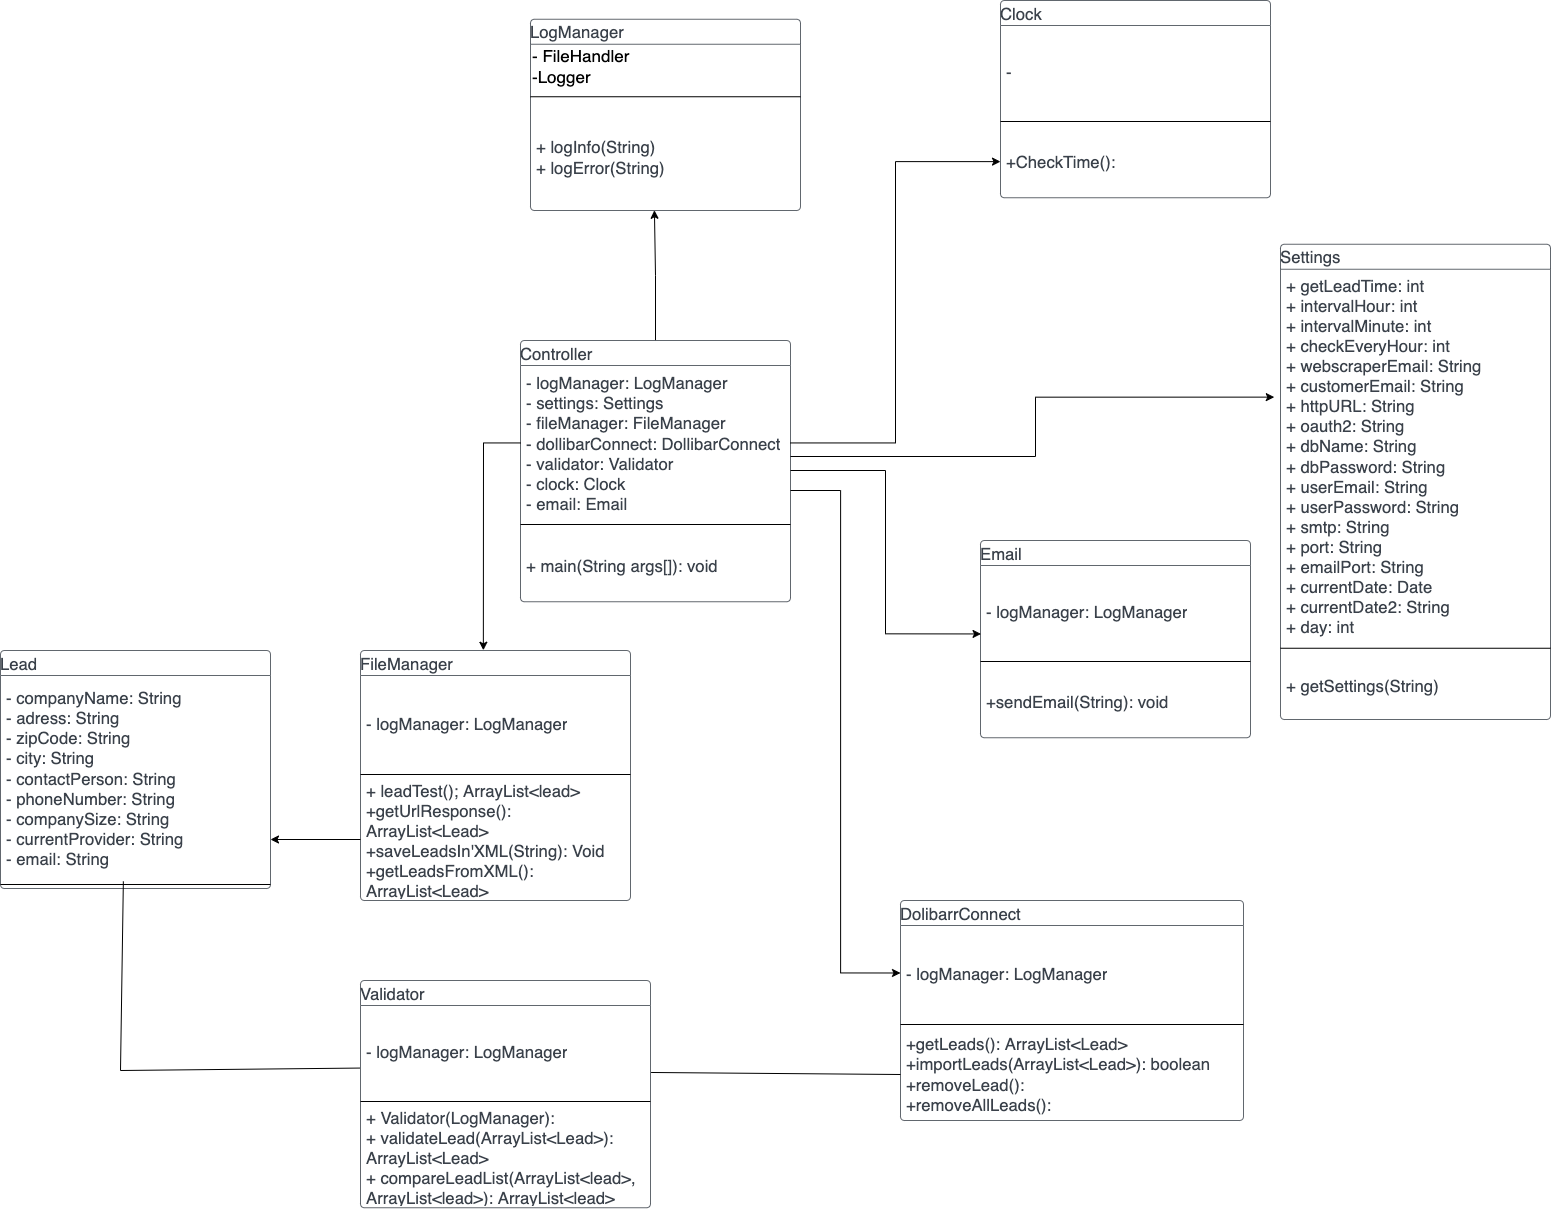 LogManager
- FileHandler
-Logger
+ logInfo(String)
+ logError(String)
Clock
-
+CheckTime():
Settings
+ getLeadTime: int
+ intervalHour: int
+ intervalMinute: int
+ checkEveryHour: int
+ webscraperEmail: String
+ customerEmail: String
+ httpURL: String
+ oauth2: String
+ dbName: String
+ dbPassword: String
+ userEmail: String
+ userPassword: String
+ smtp: String
+ port: String
+ emailPort: String
+ currentDate: Date
+ currentDate2: String
+ day: int
+ getSettings(String)
Controller
- logManager: LogManager
- settings: Settings
- fileManager: FileManager
- dollibarConnect: DollibarConnect
- validator: Validator
- clock: Clock
- email: Email
+ main(String args[]): void
Email
- logManager: LogManager
+sendEmail(String): void
Lead
- companyName: String
- adress: String
- zipCode: String
- city: String
- contactPerson: String
- phoneNumber: String
- companySize: String
- currentProvider: String
- email: String
FileManager
- logManager: LogManager
+ leadTest(); ArrayList<lead>
+getUrlResponse():
ArrayList<Lead>
+saveLeadsIn'XML(String): Void
+getLeadsFromXML():
ArrayList<Lead>
DolibarrConnect
- logManager: LogManager
+getLeads(): ArrayList<Lead>
+importLeads(ArrayList<Lead>): boolean
+removeLead():
+removeAllLeads():
Validator
- logManager: LogManager
+ Validator(LogManager):
+ validateLead(ArrayList<Lead>):
ArrayList<Lead>
+ compareLeadList(ArrayList<lead>,
ArrayList<lead>): ArrayList<lead>